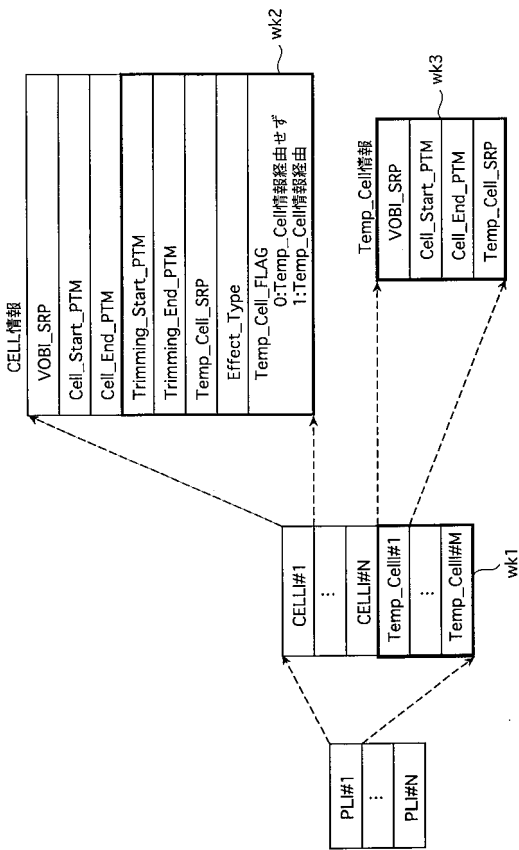 PLI#1
⋮
PLI#N
CELLI#1
⋮
CELLI#N
Temp_CellI#1
⋮
Temp_CellI#M
wk1
CELL情報
VOBI_SRP
Cell_Start_PTM
Cell_End_PTM
Trimming_Start_PTM
Trimming_End_PTM
Temp_Cell_SRP
Effect_Type
Temp_Cell_FLAG
0:Temp_Cell情報経由せず
1:Temp_Cell情報経由
wk2
Temp_Cell情報
VOBI_SRP
Cell_Start_PTM
Cell_End_PTM
Temp_Cell_SRP
wk3